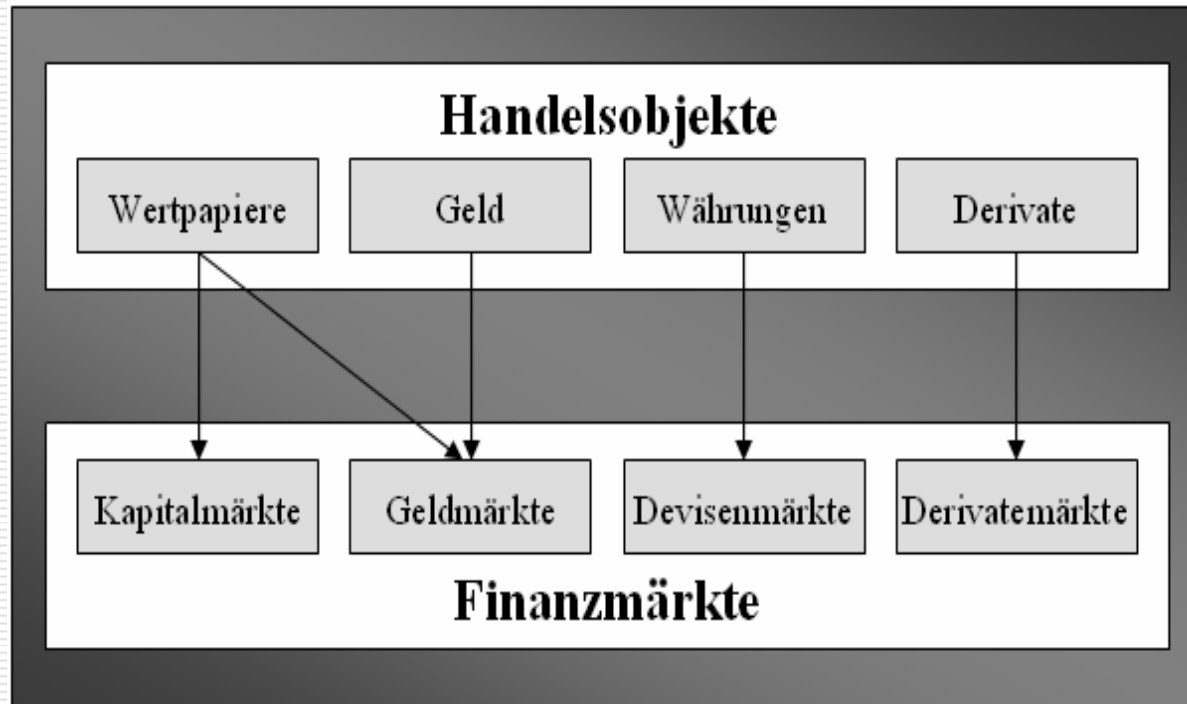 Handelsobjekte
Wertpapiere Geld Währungen Derivate
Kapitalmärkte Geldmärkte Devisenmärkte Derivatemärkte
Finanzmärkte